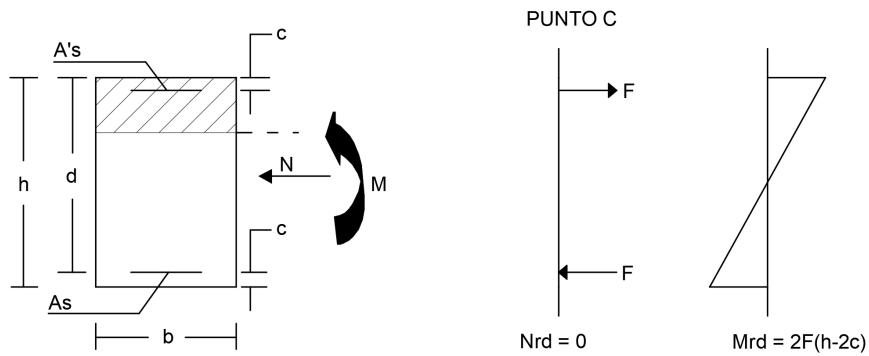 PUNTO C
c
A's
F
h
d
N
M
c
As
F
b
Nrd = 0
Mrd = 2F(h-2c)